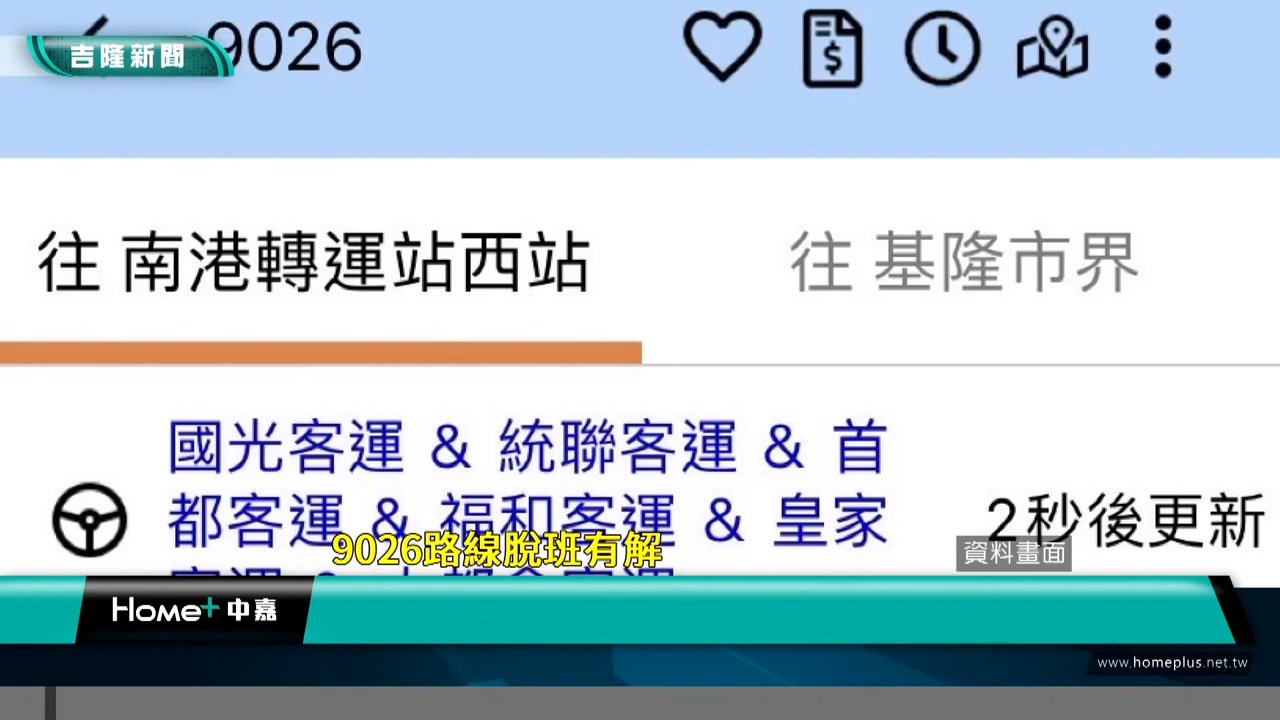 吉隆新聞
9026
往 南港轉運站西站
往 基隆市界
國光客運 & 統聯客運 & 首
都客運 & 福和客運 & 皇家
2秒後更新
9026路線脫班有解
資料畫面
Home+中嘉
www.homeplus.net.tw